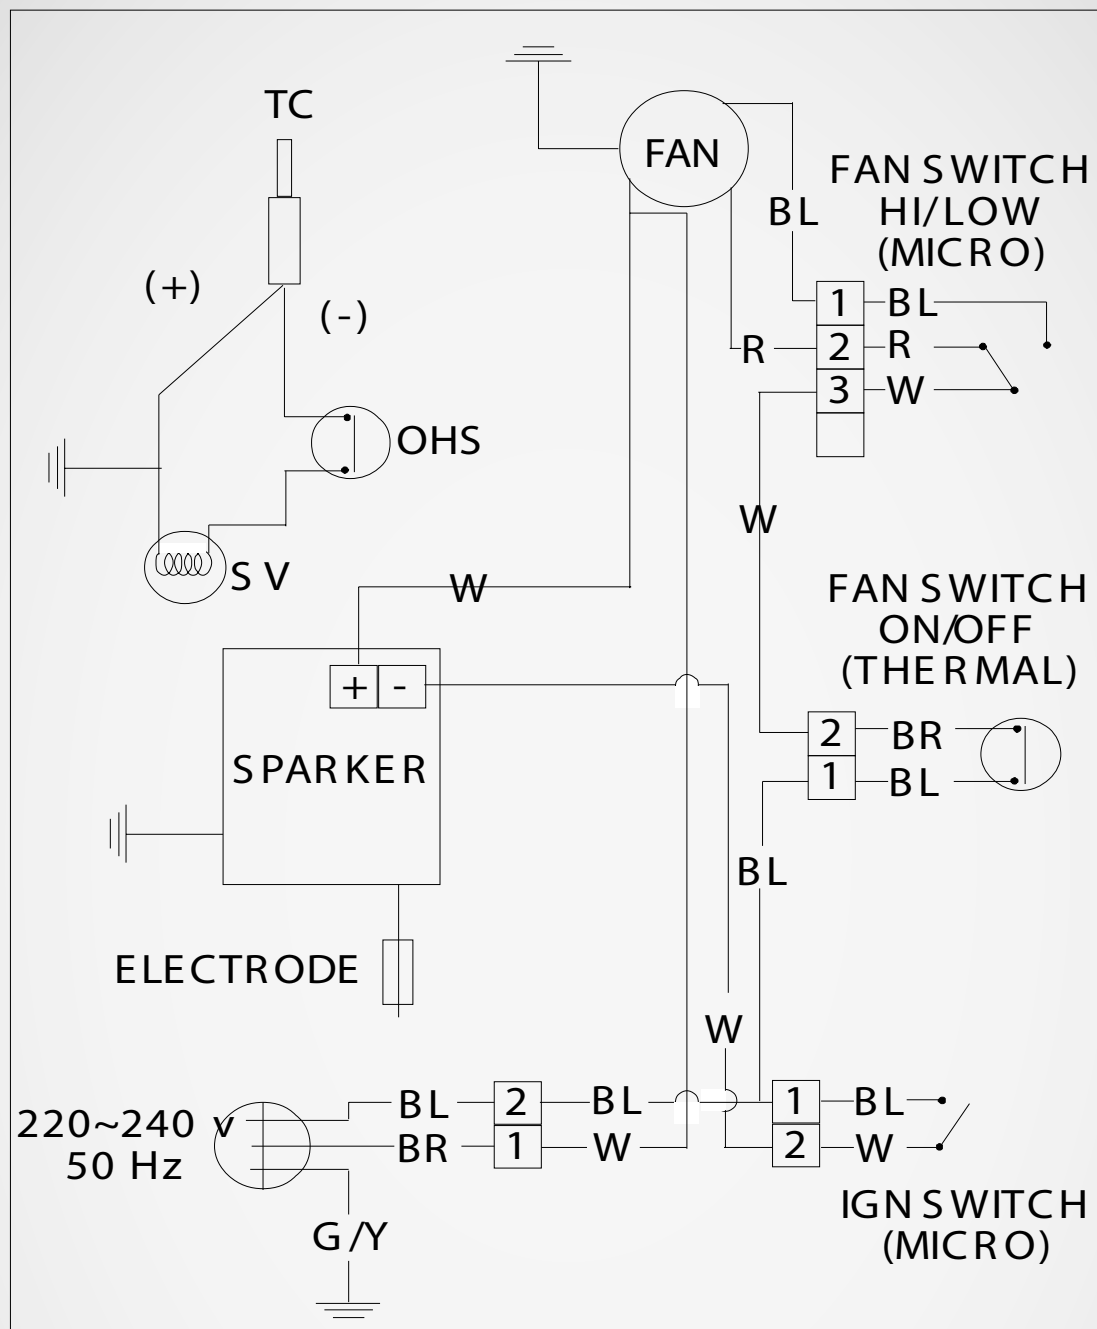 TC
FAN
FAN SWITCH
HI/LOW
(MICRO)
BL
(+)
(-)
1 BL
R 2 R
3 W
OHS
W
SV
W
FAN SWITCH
ON/OFF
(THERMAL)
+ -
2 BR
1 BL
SPARKER
BL
ELECTRODE
W
220~240 v
50 Hz
BL 2 BL 1 BL
BR 1 W 2 W
IGN SWITCH
(MICRO)
G/Y